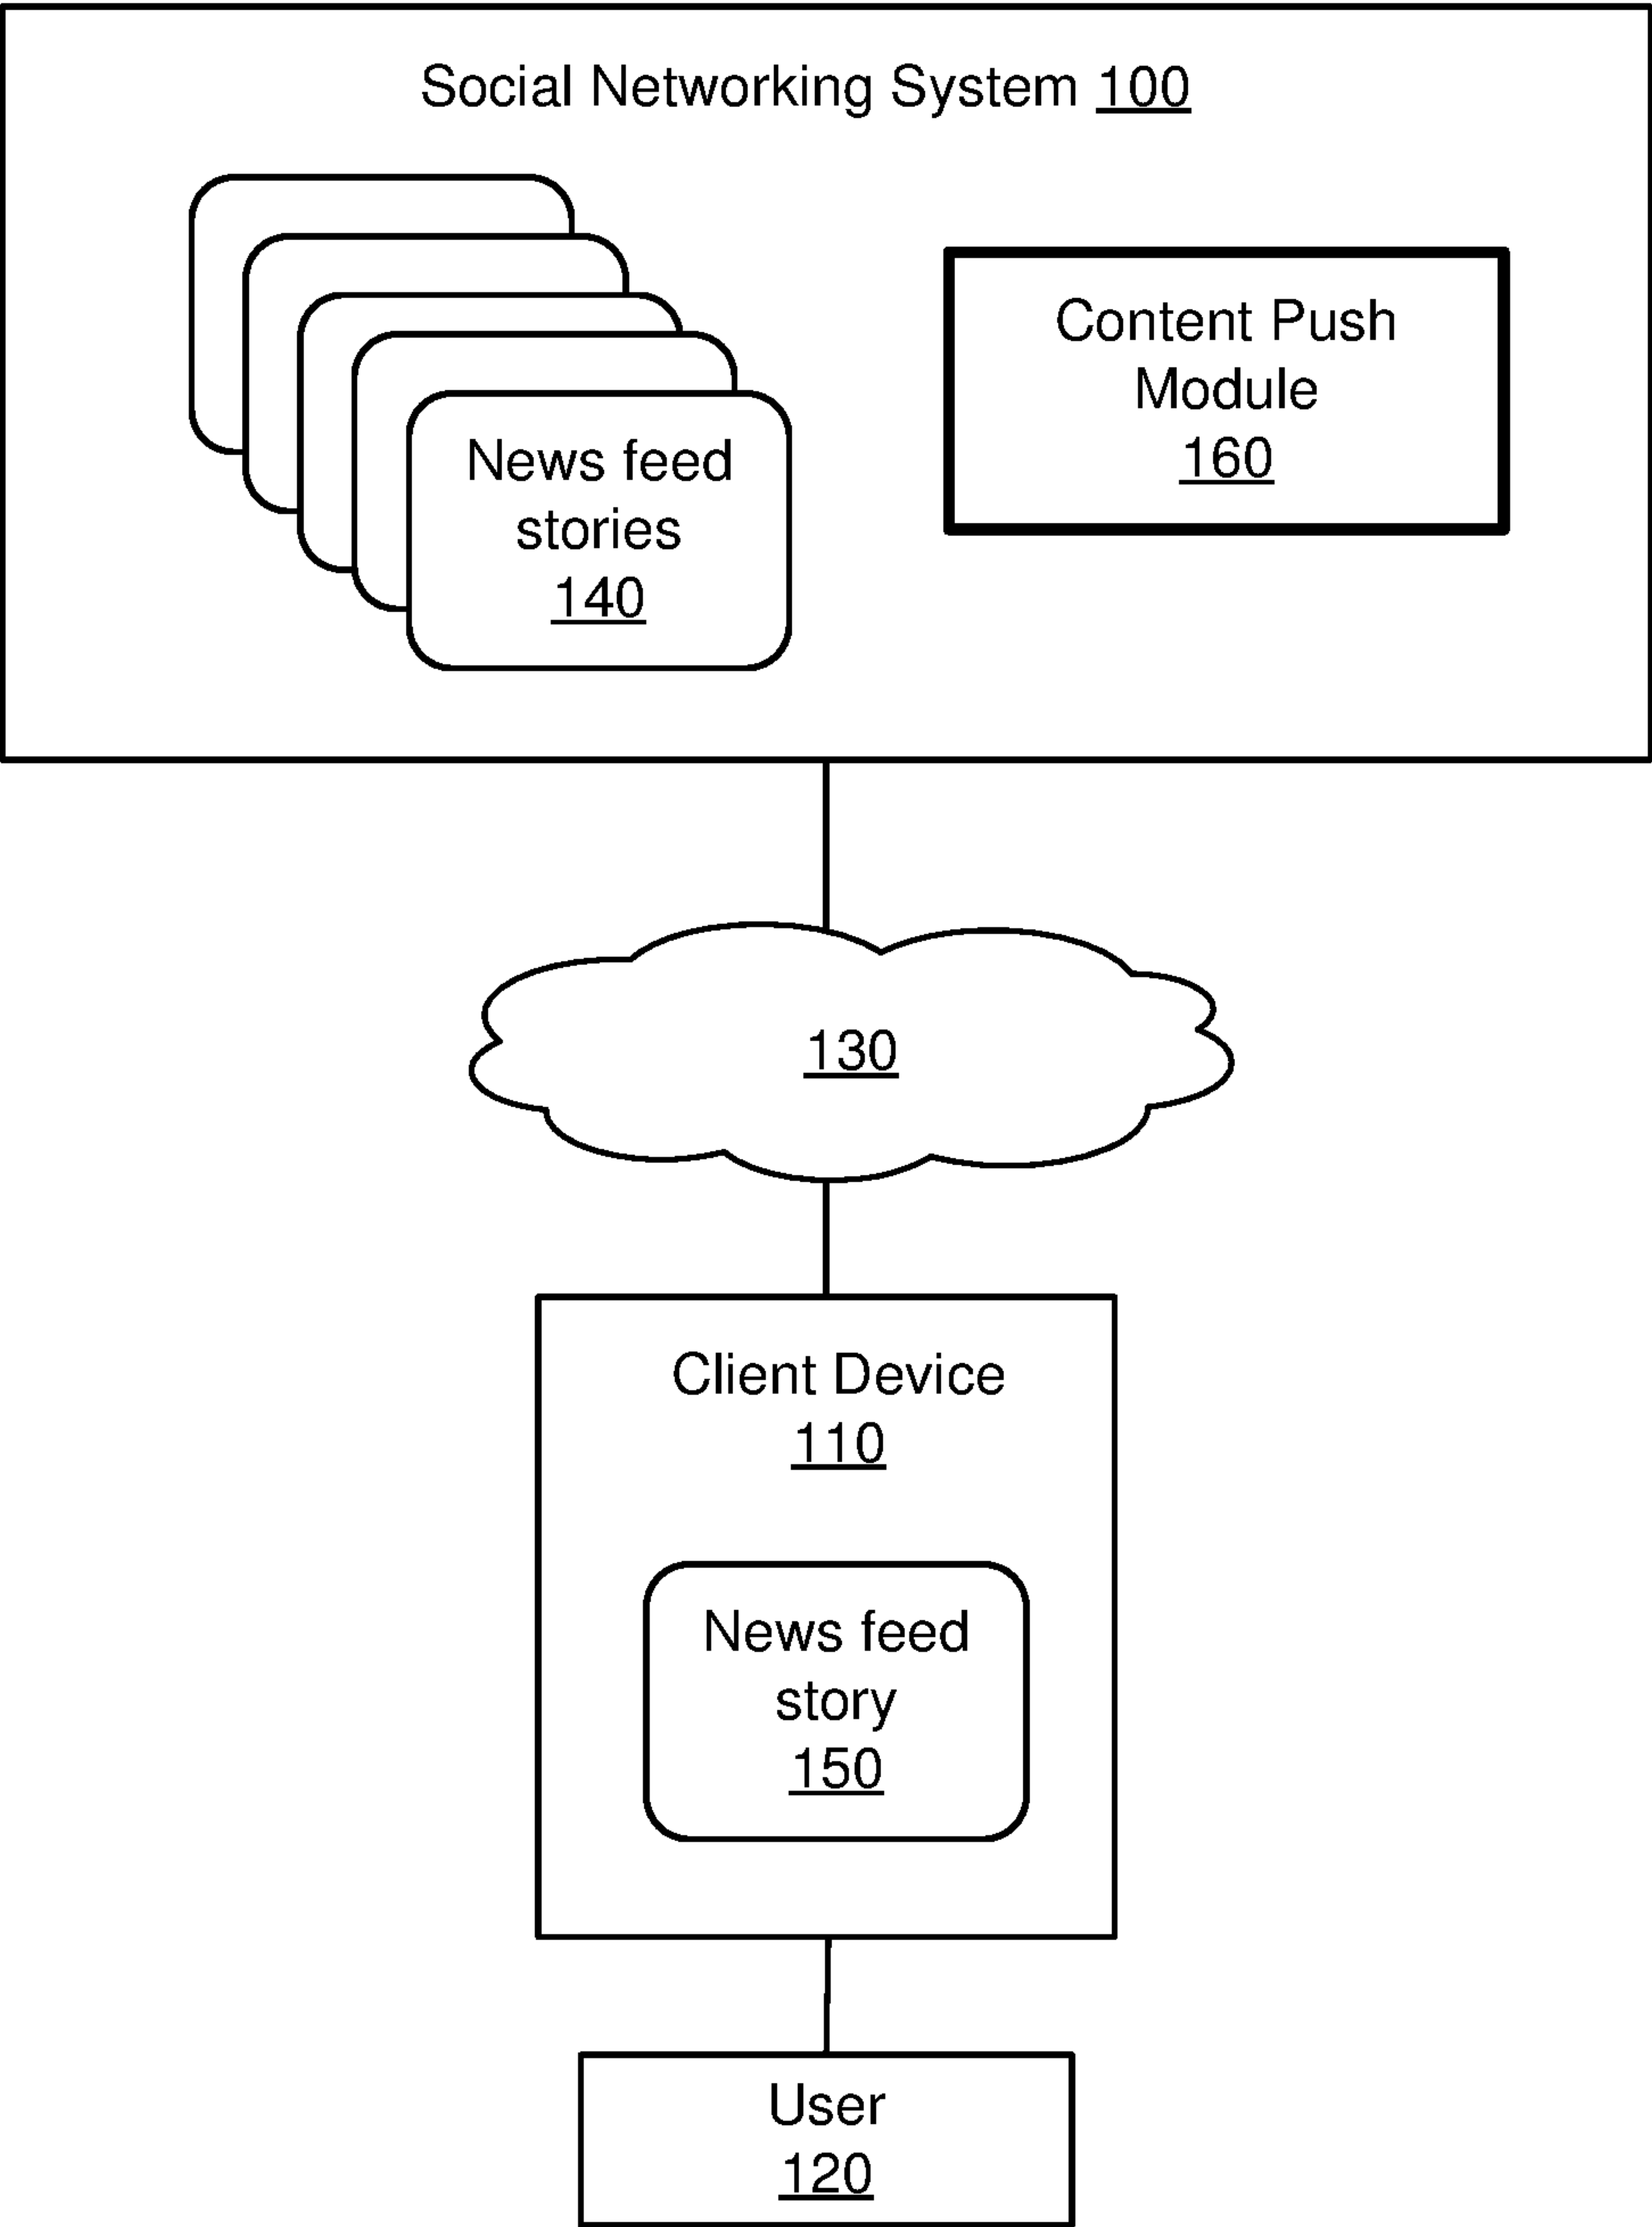 Social Networking System 100
News feed
stories
140
Content Push
Module
160
130
Client Device
110
News feed
story
150
User
120